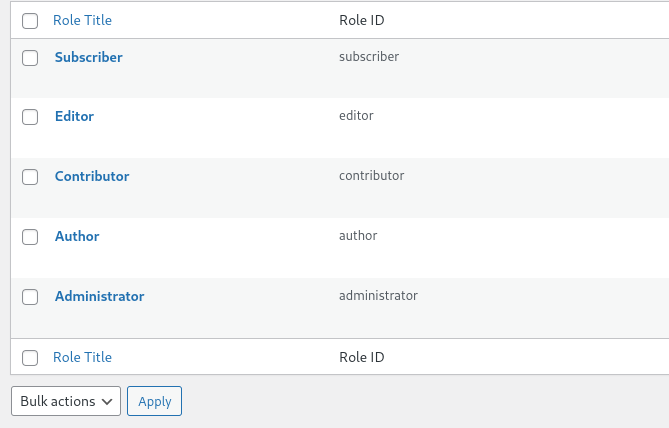 Role Title Role ID
Subscriber subscriber
Editor editor
Contributor contributor
Author author
Administrator administrator
Role Title Role ID
Bulk actions Apply